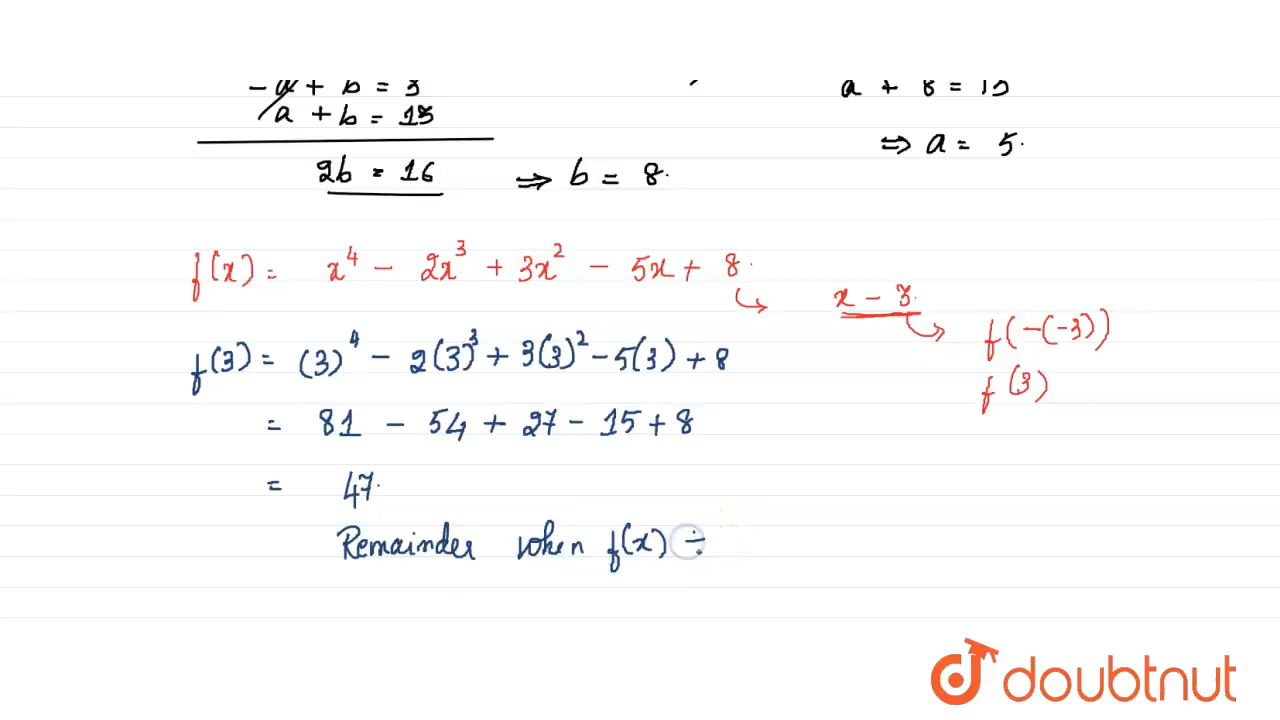 - a + b = 3
a + b = 13
2b = 16 ⇒ b = 8.
a + 8 = 13
⇒ a = 5.
f(x) = x⁴ - 2x³ + 3x² - 5x + 8.
x - 3.
f(-(-3))
f(3)
f(3) = (3)⁴ - 2(3)³ + 3(3)² - 5(3) + 8
= 81 - 54 + 27 - 15 + 8
= 47.
Remainder when f(x) ÷
doubtnut